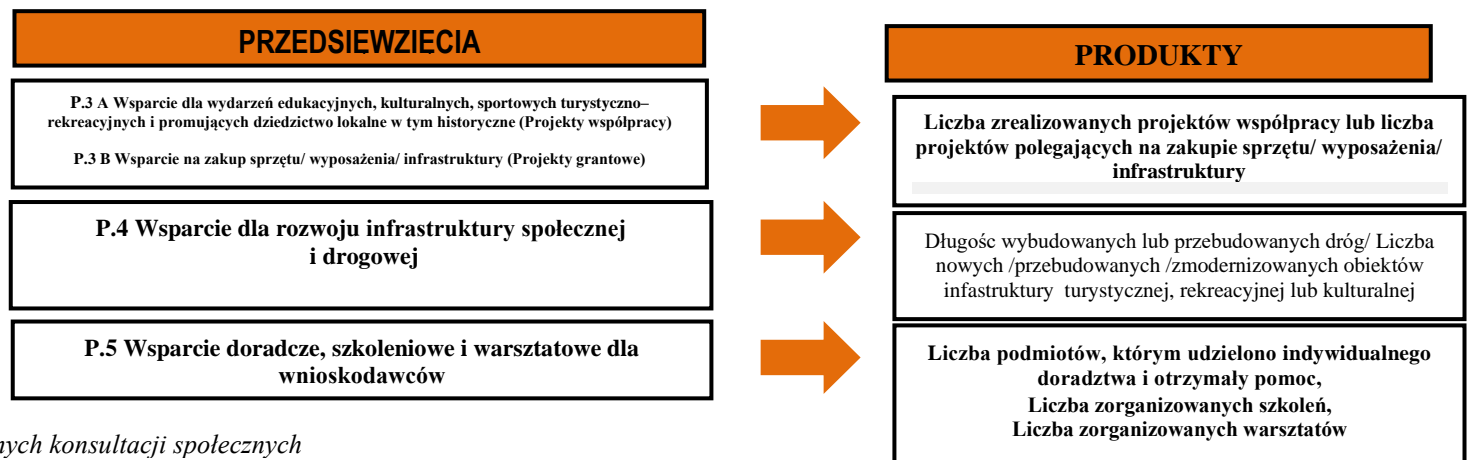 PRZEDSIĘWZIĘCIA
P.3 A Wsparcie dla wydarzeń edukacyjnych, kulturalnych, sportowych turystyczno–
rekreacyjnych i promujących dziedzictwo lokalne w tym historyczne (Projekty współpracy)
P.3 B Wsparcie na zakup sprzętu/ wyposażenia/ infrastruktury (Projekty grantowe)
P.4 Wsparcie dla rozwoju infrastruktury społecznej
i drogowej
P.5 Wsparcie doradcze, szkoleniowe i warsztatowe dla
wnioskodawców
nych konsultacji społecznych
PRODUKTY
Liczba zrealizowanych projektów współpracy lub liczba
projektów polegających na zakupie sprzętu/ wyposażenia/
infrastruktury
Długośc wybudowanych lub przebudowanych dróg/ Liczba
nowych /przebudowanych /zmodernizowanych obiektów
infastruktury turystycznej, rekreacyjnej lub kulturalnej
Liczba podmiotów, którym udzielono indywidualnego
doradztwa i otrzymały pomoc,
Liczba zorganizowanych szkoleń,
Liczba zorganizowanych warsztatów